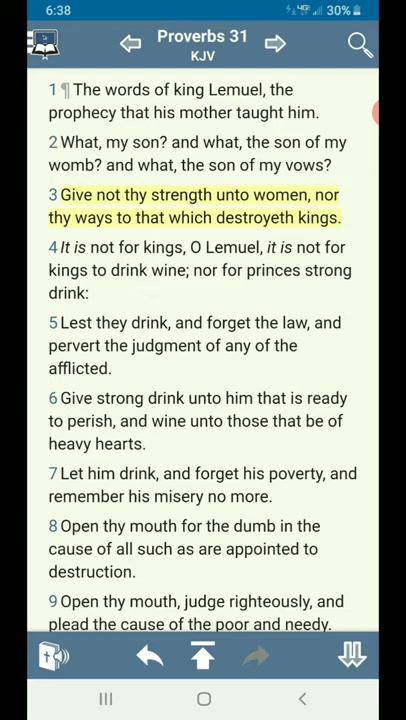 6:38
30%
Proverbs 31
KJV
1 ¶ The words of king Lemuel, the
prophecy that his mother taught him.
2 What, my son? and what, the son of my
womb? and what, the son of my vows?
3 Give not thy strength unto women, nor
thy ways to that which destroyeth kings.
4 It is not for kings, O Lemuel, it is not for
kings to drink wine; nor for princes strong
drink:
5 Lest they drink, and forget the law, and
pervert the judgment of any of the
afflicted.
6 Give strong drink unto him that is ready
to perish, and wine unto those that be of
heavy hearts.
7 Let him drink, and forget his poverty, and
remember his misery no more.
8 Open thy mouth for the dumb in the
cause of all such as are appointed to
destruction.
9 Open thy mouth, judge righteously, and
plead the cause of the poor and needy.